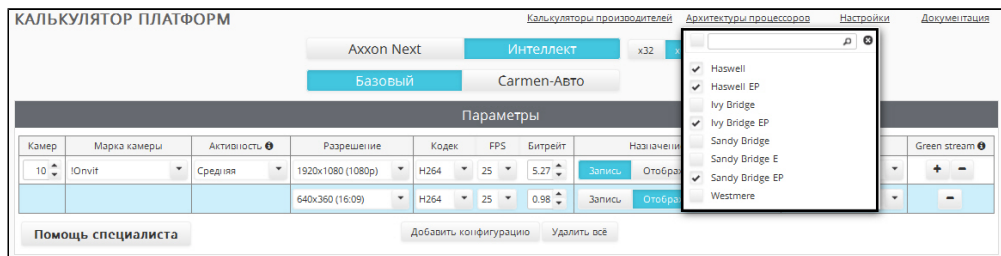 КАЛЬКУЛЯТОР ПЛАТФОРМ
Калькуляторы производителей Архитектуры процессоров Настройки Документация
Axxon Next Интеллект x32
Базовый Carmen-Авто
Haswell
Haswell EP
Ivy Bridge
Ivy Bridge EP
Sandy Bridge
Sandy Bridge E
Sandy Bridge EP
Westmere
Параметры
Камер Марка камеры Активность Разрешение Кодек FPS Битрейт Назначени Green stream
10 !Onvif Средняя 1920x1080 (1080p) H264 25 5.27 Запись Отображ + -
640x360 (16:09) H264 25 0.98 Запись Отображ -
Помощь специалиста Добавить конфигурацию Удалить всё